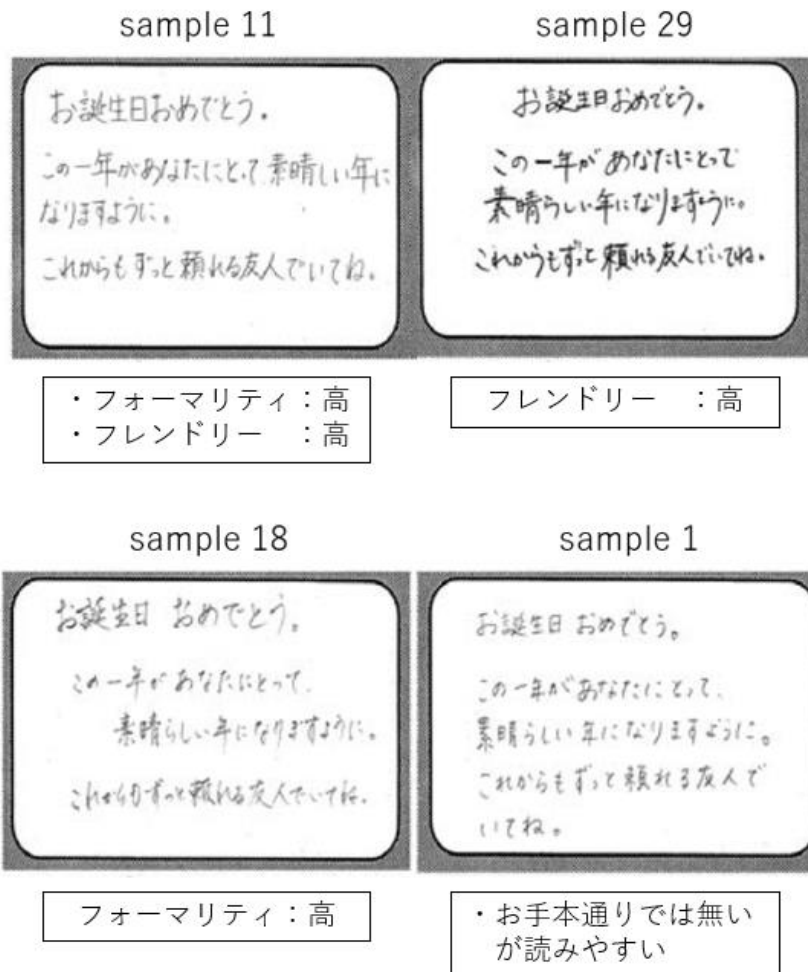 sample 11
お誕生日おめでとう。
この一年があなたにとって素晴しい年に
なりますように。
これからもずっと頼れる友人でいてね。
・フォーマリティ：高
・フレンドリー　：高
sample 29
お誕生日おめでとう。
この一年があなたにとって
素晴らしい年になりますように。
これからもずっと頼れる友人でいてね。
フレンドリー　：高
sample 18
お誕生日 おめでとう。
この一年があなたにとって、
素晴らしい年になりますように。
これからもずっと頼れる友人でいてね。
フォーマリティ：高
sample 1
お誕生日 おめでとう。
この一年があなたにとって、
素晴らしい年になりますように。
これからもずっと頼れる友人で
いてね。
・お手本通りでは無い
が読みやすい